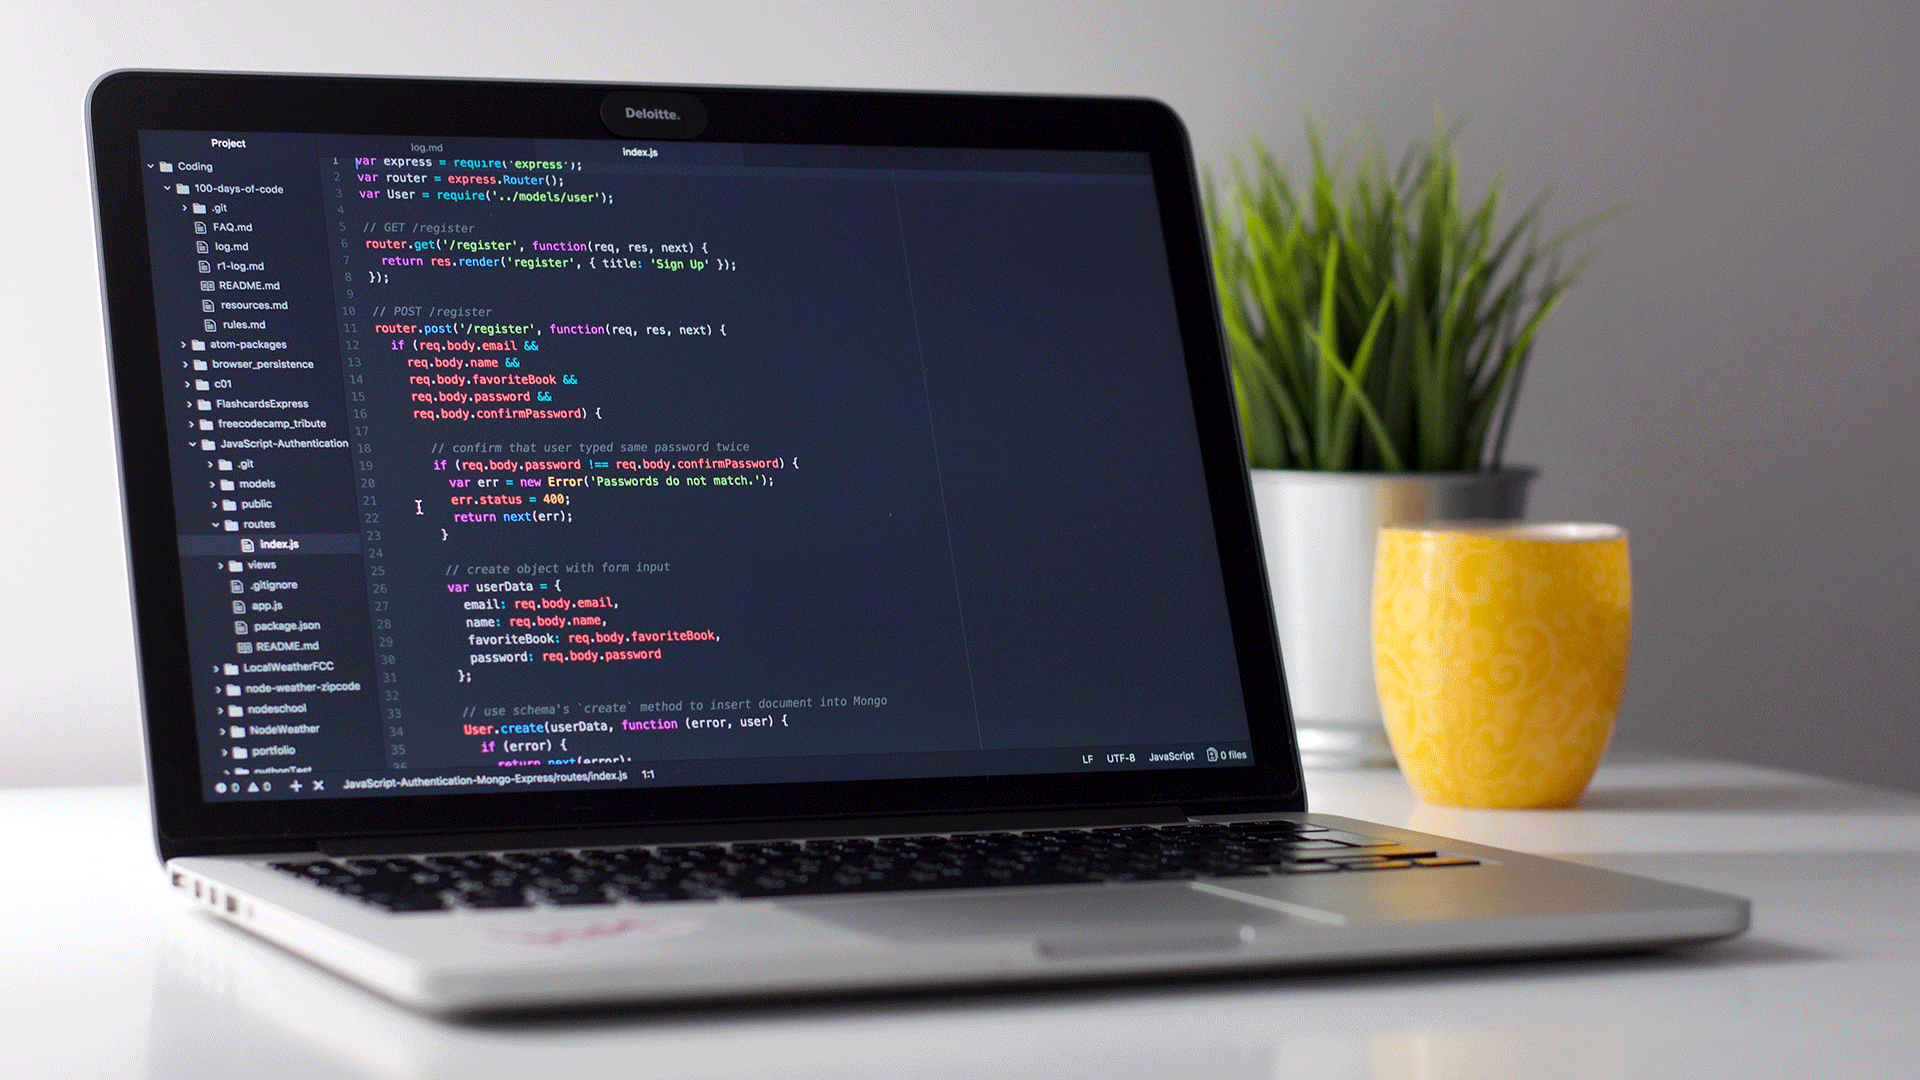 Deloitte.
Project
Coding
100-days-of-code
.git
FAQ.md
log.md
r1-log.md
README.md
resources.md
rules.md
atom-packages
browser_persistence
c01
FlashcardsExpress
freecodecamp_tribute
JavaScript-Authentication
.git
models
public
routes
index.js
views
.gitignore
app.js
package.json
README.md
LocalWeatherFCC
node-weather-zipcode
nodeschool
NodeWeather
portfolio
pythonTest
log.md
index.js
1 var express = require('express');
2 var router = express.Router();
3 var User = require('../models/user');
4
5 // GET /register
6 router.get('/register', function(req, res, next) {
7 return res.render('register', { title: 'Sign Up' });
8 });
9
10 // POST /register
11 router.post('/register', function(req, res, next) {
12 if (req.body.email &&
13 req.body.name &&
14 req.body.favoriteBook &&
15 req.body.password &&
16 req.body.confirmPassword) {
17
18 // confirm that user typed same password twice
19 if (req.body.password !== req.body.confirmPassword) {
20 var err = new Error('Passwords do not match.');
21 err.status = 400;
22 return next(err);
23 }
24
25 // create object with form input
26 var userData = {
27 email: req.body.email,
28 name: req.body.name,
29 favoriteBook: req.body.favoriteBook,
30 password: req.body.password
31 };
32
33 // use schema's `create` method to insert document into Mongo
34 User.create(userData, function (error, user) {
35 if (error) {
36 return next(error);
0 0 + × JavaScript-Authentication-Mongo-Express/routes/index.js 1:1
LF UTF-8 JavaScript 0 files